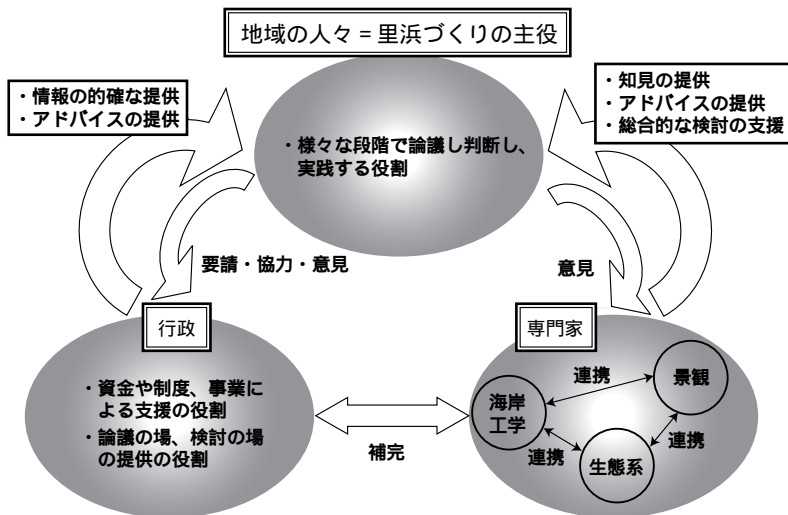 地域の人々=里浜づくりの主役
・情報の的確な提供
・アドバイスの提供
・知見の提供
・アドバイスの提供
・総合的な検討の支援
・様々な段階で論議し判断し、
実践する役割
要請・協力・意見
意見
行政
・資金や制度、事業に
よる支援の役割
・論議の場、検討の場
の提供の役割
補完
専門家
海岸
工学
連携
景観
連携
生態系
連携